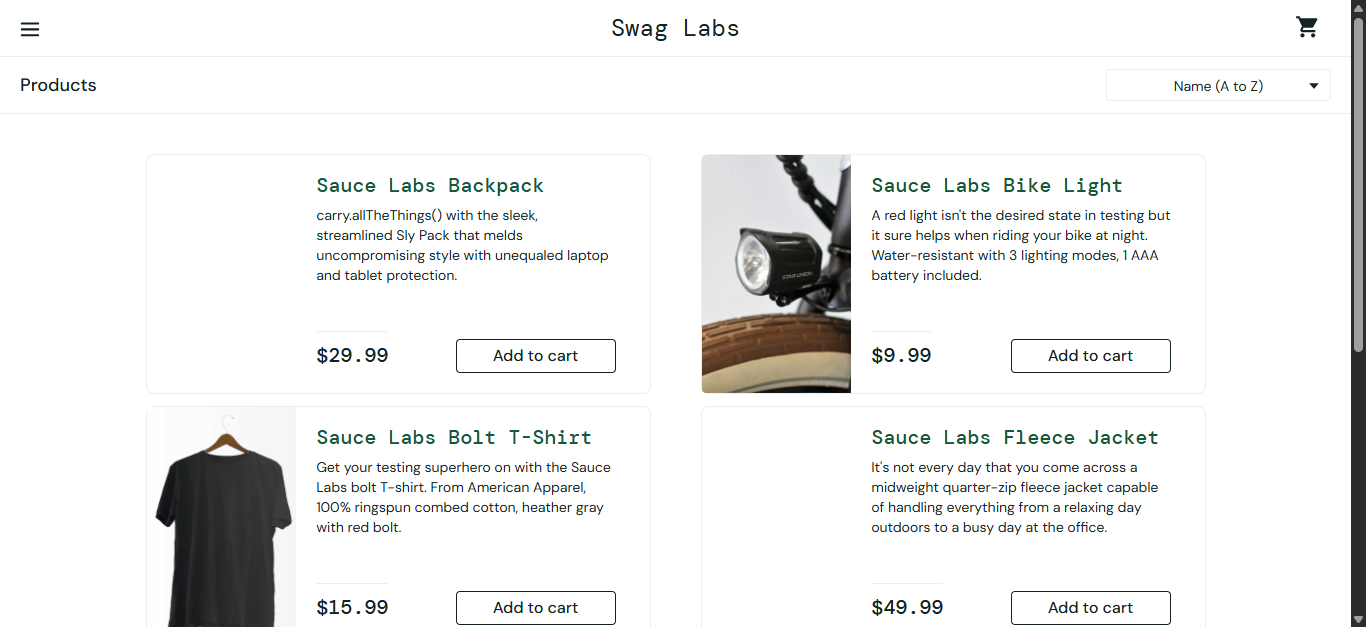 Swag Labs
Products
Name (A to Z)
Sauce Labs Backpack
carry.allTheThings() with the sleek,
streamlined Sly Pack that melds
uncompromising style with unequaled laptop
and tablet protection.
$29.99
Add to cart
Sauce Labs Bike Light
A red light isn't the desired state in testing but
it sure helps when riding your bike at night.
Water-resistant with 3 lighting modes, 1 AAA
battery included.
STAR UNION
$9.99
Add to cart
Sauce Labs Bolt T-Shirt
Get your testing superhero on with the Sauce
Labs bolt T-shirt. From American Apparel,
100% ringspun combed cotton, heather gray
with red bolt.
$15.99
Add to cart
Sauce Labs Fleece Jacket
It's not every day that you come across a
midweight quarter-zip fleece jacket capable
of handling everything from a relaxing day
outdoors to a busy day at the office.
$49.99
Add to cart